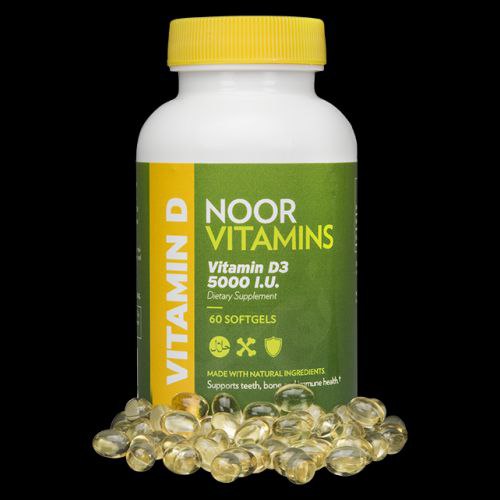 VITAMIN D
NOOR
VITAMINS
Vitamin D3
5000 I.U.
Dietary Supplement
60 SOFTGELS
حلال
MADE WITH NATURAL INGREDIENTS.
Supports teeth, bone immune health.†